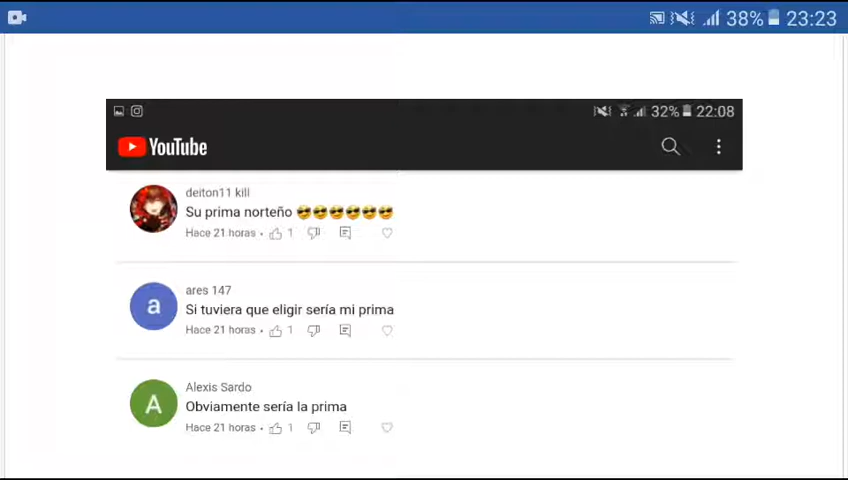 38% 23:23
32% 22:08
YouTube
deiton11 kill
Su prima norteño 😎😎😎😎😎😎
Hace 21 horas • 1
ares 147
a
Si tuviera que eligir sería mi prima
Hace 21 horas • 1
Alexis Sardo
A
Obviamente sería la prima
Hace 21 horas • 1